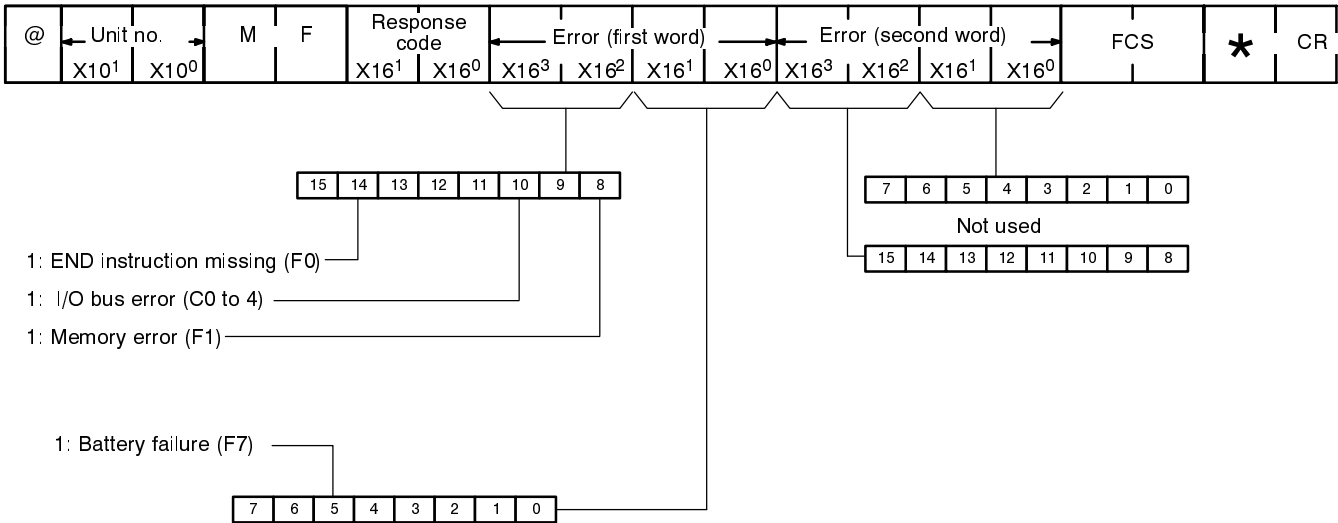 @ Unit no. M F Response code Error (first word) Error (second word) FCS * CR
X10¹ X10⁰ X16¹ X16⁰ X16³ X16² X16¹ X16⁰ X16³ X16² X16¹ X16⁰
15 14 13 12 11 10 9 8
7 6 5 4 3 2 1 0
Not used
15 14 13 12 11 10 9 8
1: END instruction missing (F0)
1: I/O bus error (C0 to 4)
1: Memory error (F1)
1: Battery failure (F7)
7 6 5 4 3 2 1 0